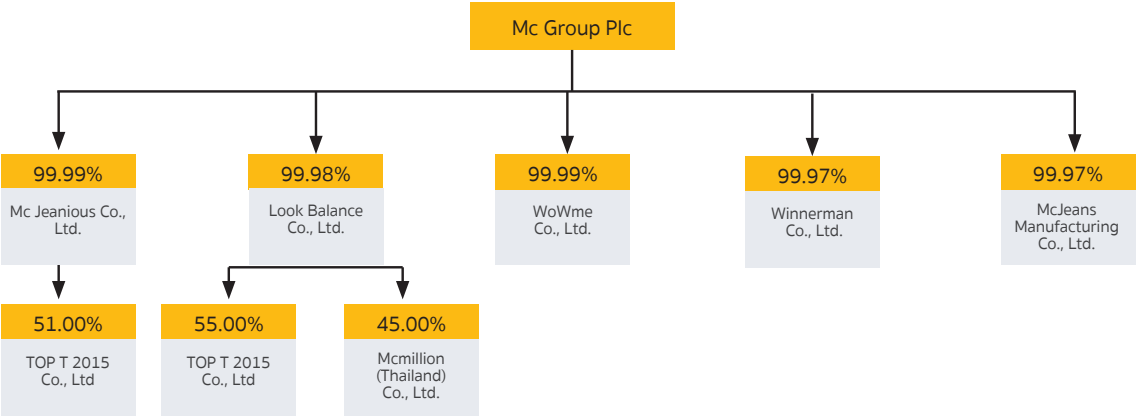 Mc Group Plc
99.99%
Mc Jeanious Co.,
Ltd.
99.98%
Look Balance
Co., Ltd.
99.99%
WoWme
Co., Ltd.
99.97%
Winnerman
Co., Ltd.
99.97%
McJeans
Manufacturing
Co., Ltd.
51.00%
TOP T 2015
Co., Ltd
55.00%
TOP T 2015
Co., Ltd
45.00%
Mcmillion
(Thailand)
Co., Ltd.